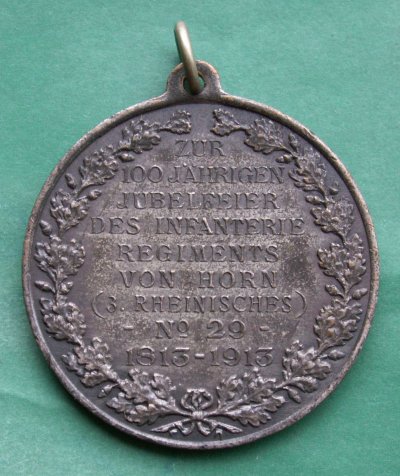 ZUR
100 JÄHRIGEN
JUBELFEIER
DES INFANTERIE
REGIMENTS
VON HORN
(3. RHEINISCHES)
- No 29 -
1813-1913